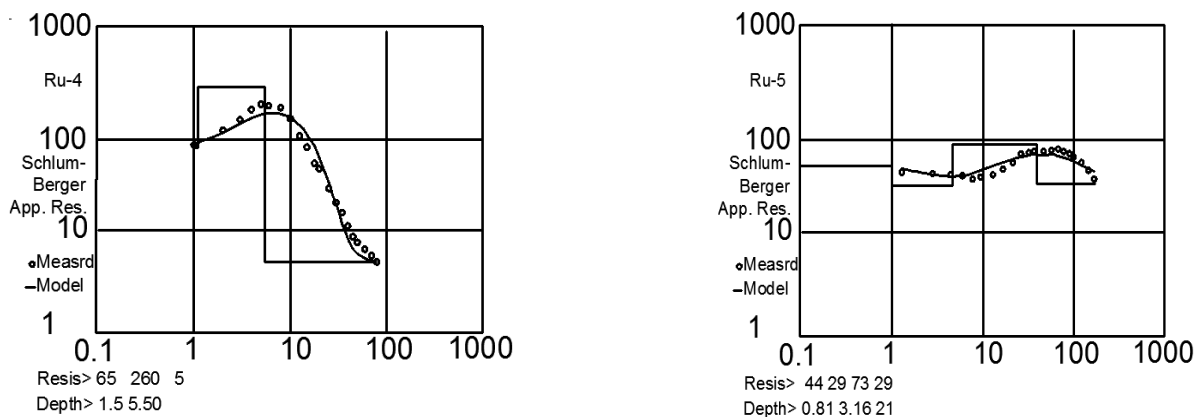 1000
Ru-4
100
Schlum-
Berger
App. Res.
10
Measrd
–Model
1
0.1 1 10 100 1000
Resis> 65 260 5
Depth> 1.5 5.50
1000
Ru-5
100
Schlum-
Berger
App. Res.
10
Measrd
–Model
1
0.1 1 10 100 1000
Resis> 44 29 73 29
Depth> 0.81 3.16 21